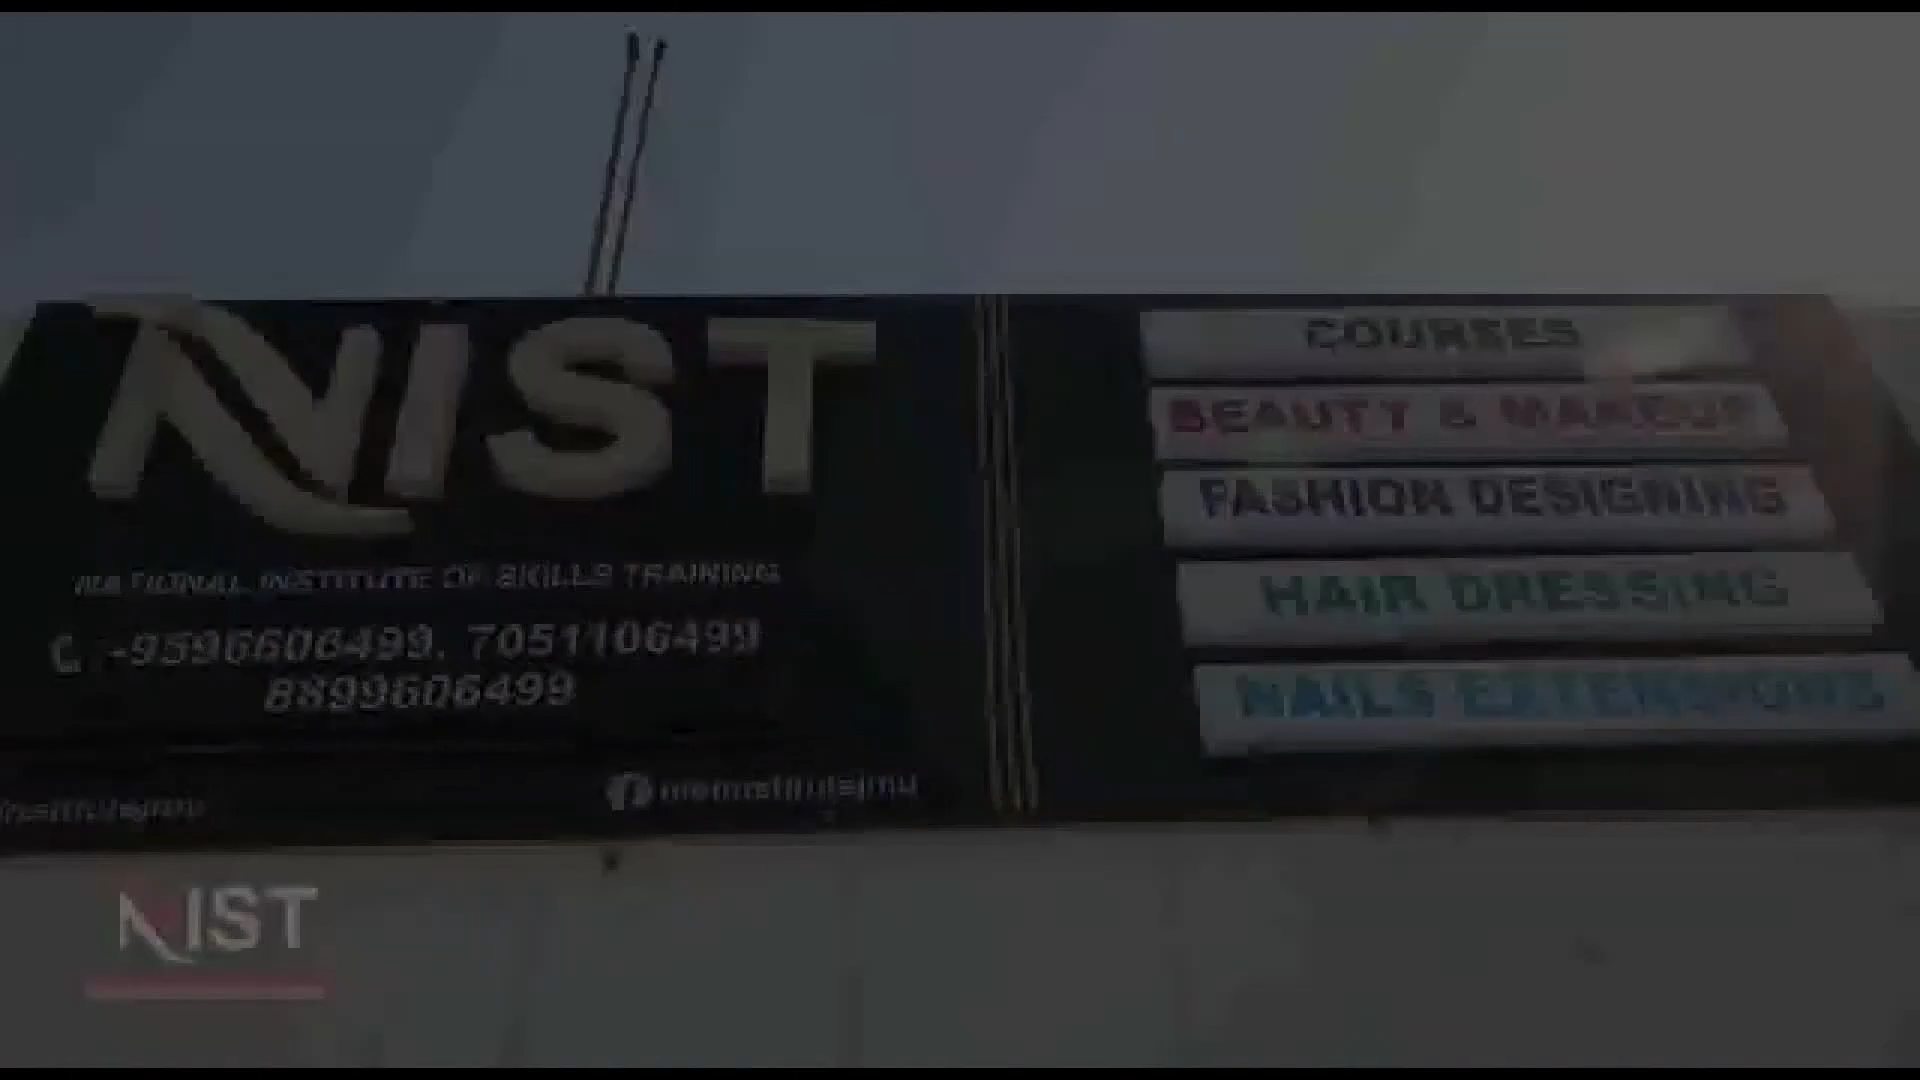 NIST
NATIONAL INSTITUTE OF SKILLS TRAINING
-9596606499, 7051106499
8899606499
COURSES
BEAUTY & MAKEUP
FASHION DESIGNING
HAIR DRESSING
NAILS EXTENSIONS
NIST